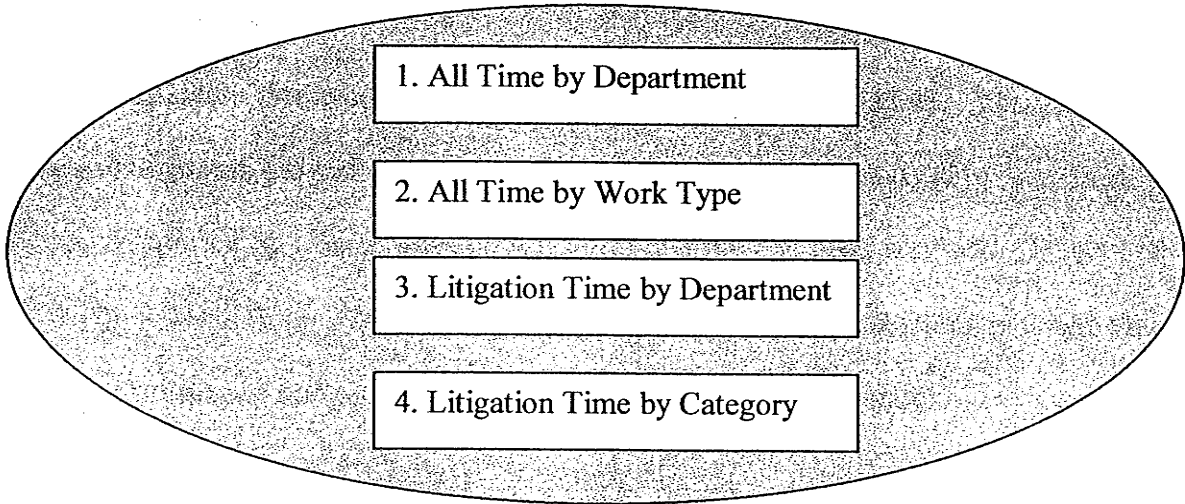 1. All Time by Department
2. All Time by Work Type
3. Litigation Time by Department
4. Litigation Time by Category